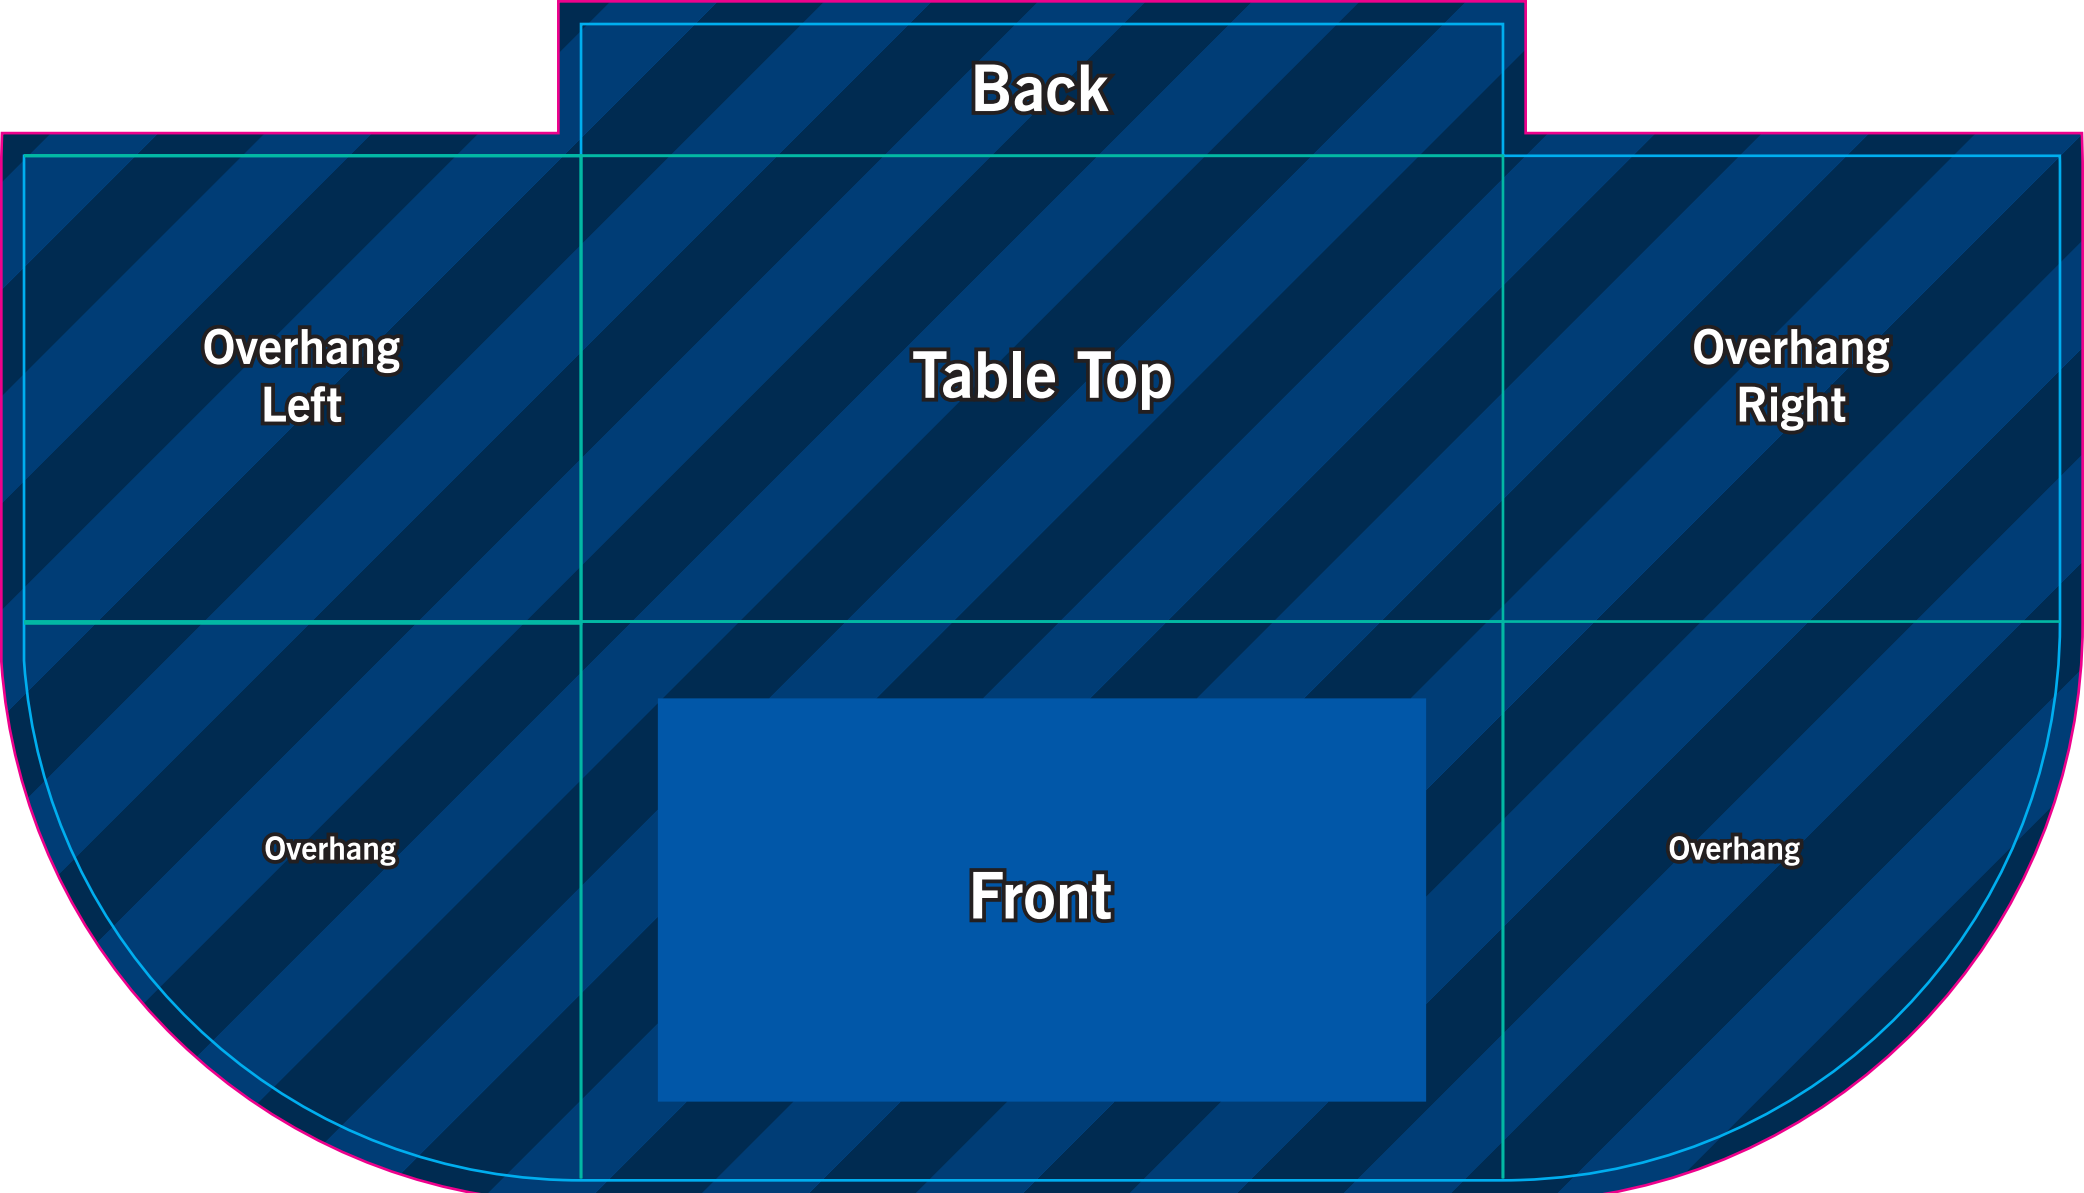 Back
Overhang
Left
Table Top
Overhang
Right
Overhang
Front
Overhang